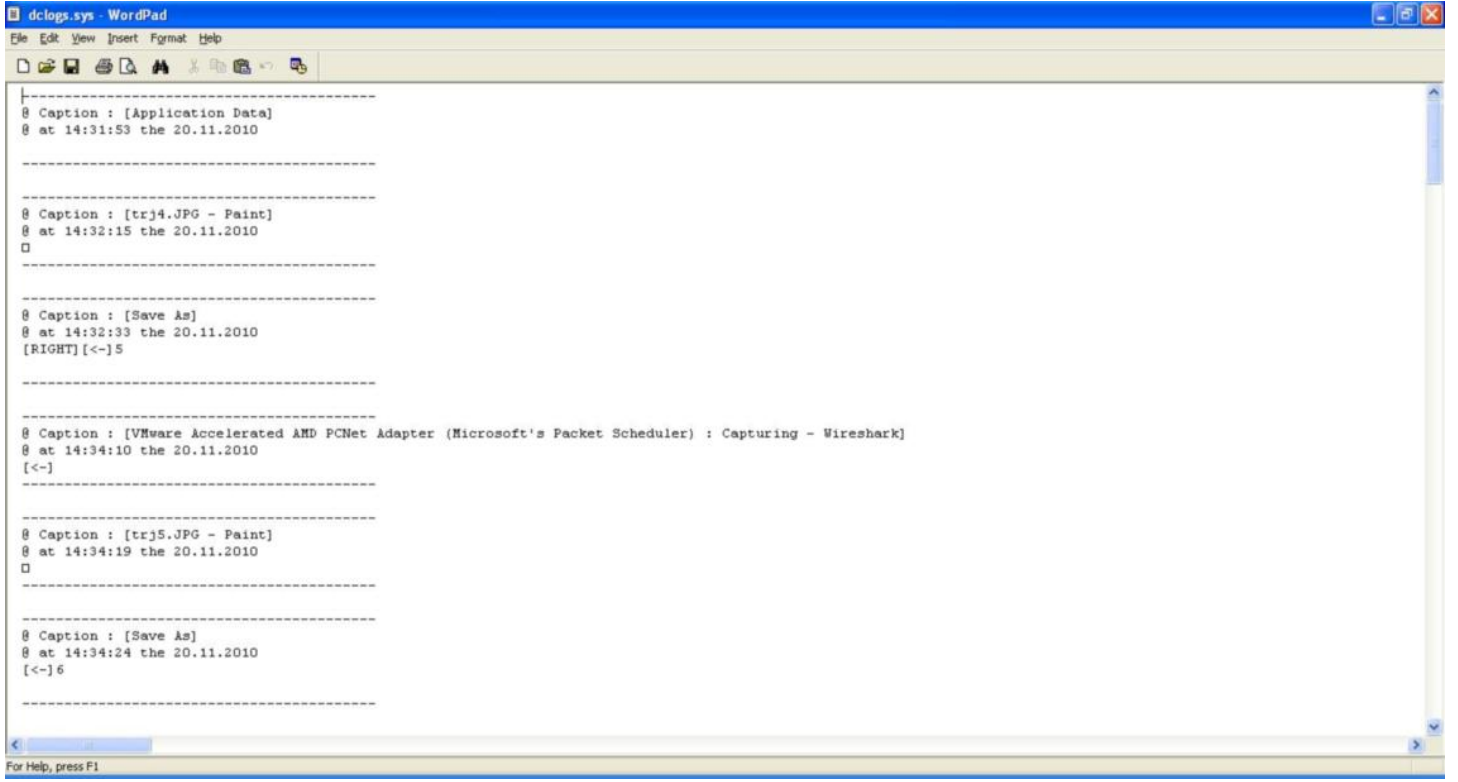 dclogs.sys - WordPad
File Edit View Insert Format Help
-----------------------------------------
@ Caption : [Application Data]
@ at 14:31:53 the 20.11.2010
-----------------------------------------
-----------------------------------------
@ Caption : [trj4.JPG - Paint]
@ at 14:32:15 the 20.11.2010
□
-----------------------------------------
-----------------------------------------
@ Caption : [Save As]
@ at 14:32:33 the 20.11.2010
[RIGHT][<-]5
-----------------------------------------
-----------------------------------------
@ Caption : [VMware Accelerated AMD PCNet Adapter (Microsoft's Packet Scheduler) : Capturing - Wireshark]
@ at 14:34:10 the 20.11.2010
[<-]
-----------------------------------------
-----------------------------------------
@ Caption : [trj5.JPG - Paint]
@ at 14:34:19 the 20.11.2010
□
-----------------------------------------
-----------------------------------------
@ Caption : [Save As]
@ at 14:34:24 the 20.11.2010
[<-]6
-----------------------------------------
For Help, press F1